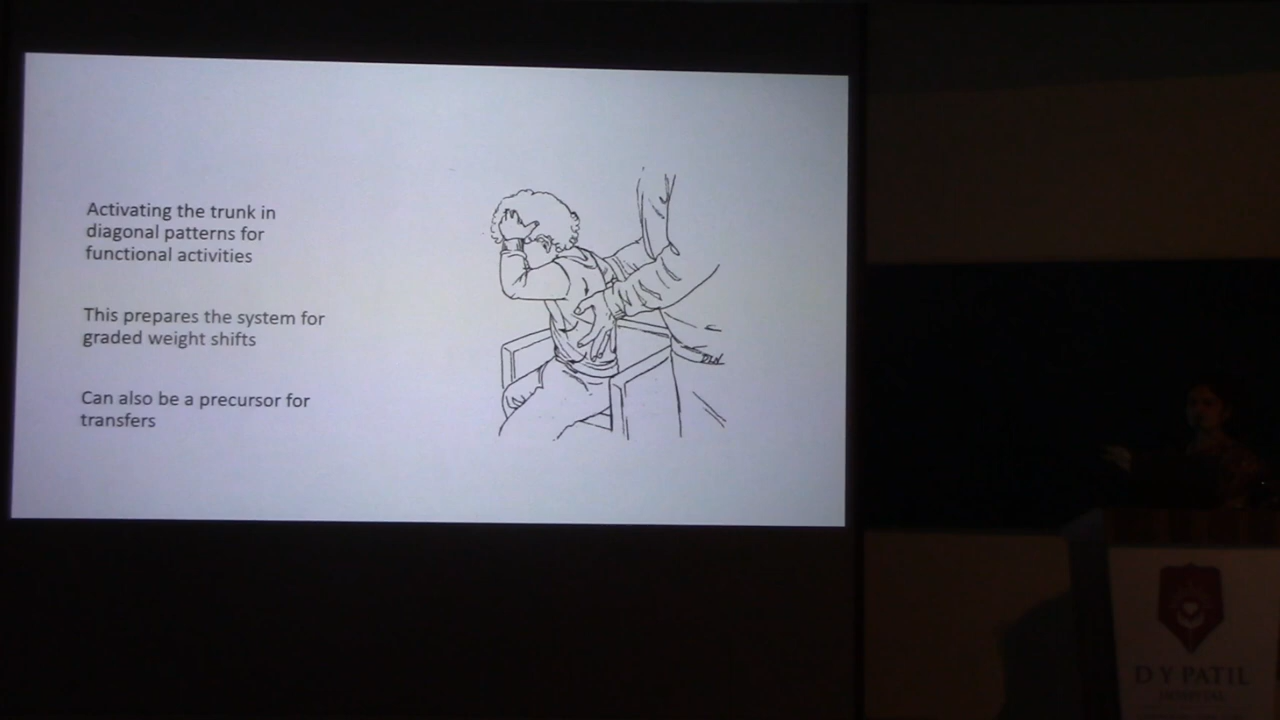 Activating the trunk in
diagonal patterns for
functional activities
This prepares the system for
graded weight shifts
Can also be a precursor for
transfers
D Y PATIL
HOSPITAL